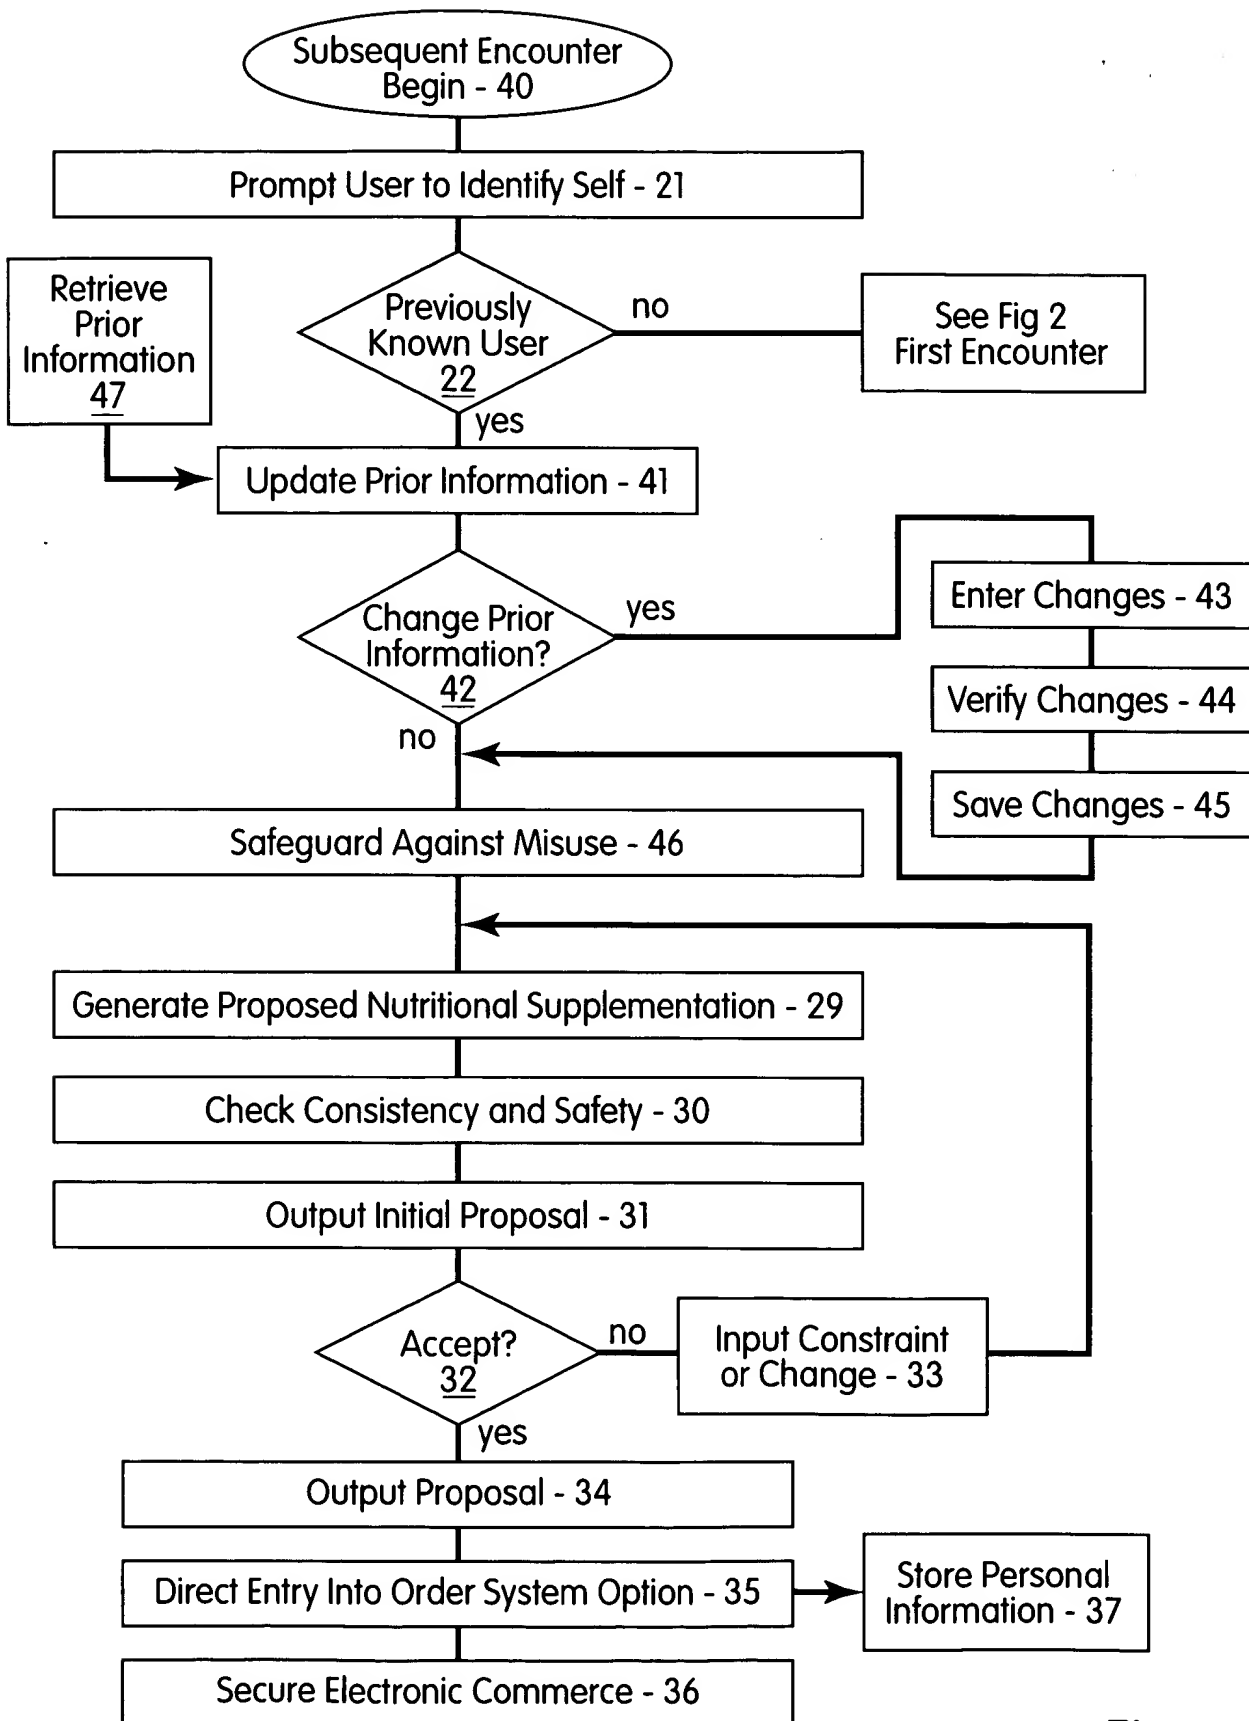 Subsequent Encounter
Begin - 40
Prompt User to Identify Self - 21
Retrieve
Prior
Information
47
Previously
Known User
22
no
See Fig 2
First Encounter
yes
Update Prior Information - 41
Change Prior
Information?
42
yes
Enter Changes - 43
Verify Changes - 44
Save Changes - 45
no
Safeguard Against Misuse - 46
Generate Proposed Nutritional Supplementation - 29
Check Consistency and Safety - 30
Output Initial Proposal - 31
Accept?
32
no
Input Constraint
or Change - 33
yes
Output Proposal - 34
Direct Entry Into Order System Option - 35
Store Personal
Information - 37
Secure Electronic Commerce - 36